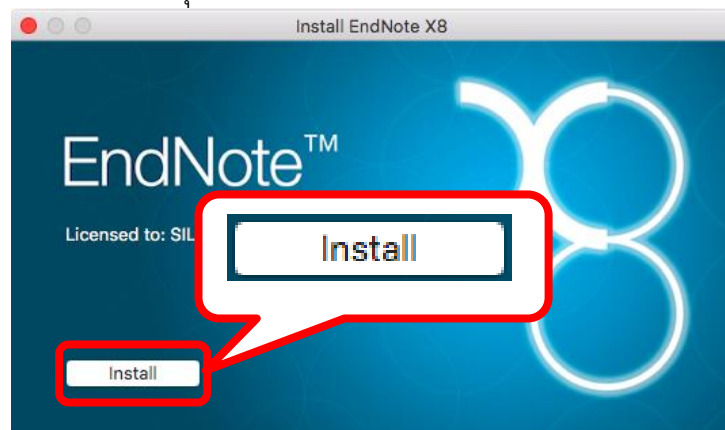 Install EndNote X8
EndNote™
Licensed to: SIL
Install
Install